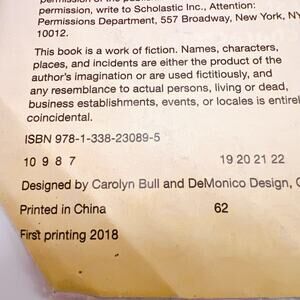 permission, write to Scholastic Inc., Attention:
Permissions Department, 557 Broadway, New York, NY
10012.
This book is a work of fiction. Names, characters,
places, and incidents are either the product of the
author's imagination or are used fictitiously, and
any resemblance to actual persons, living or dead,
business establishments, events, or locales is entirely
coincidental.
ISBN 978-1-338-23089-5
10 9 8 7 19 20 21 22
Designed by Carolyn Bull and DeMonico Design,
Printed in China 62
First printing 2018